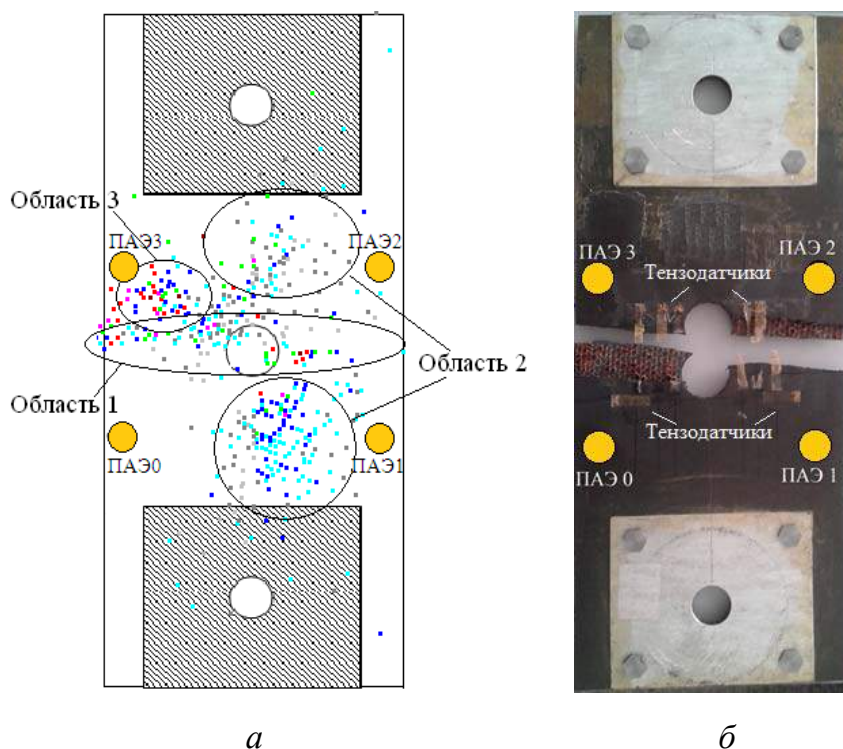 Область 3
ПАЭ3
ПАЭ2
Область 2
Область 1
ПАЭ0
ПАЭ1
а
ПАЭ 3
Тензодатчики
ПАЭ 2
Тензодатчики
ПАЭ 0
ПАЭ 1
б